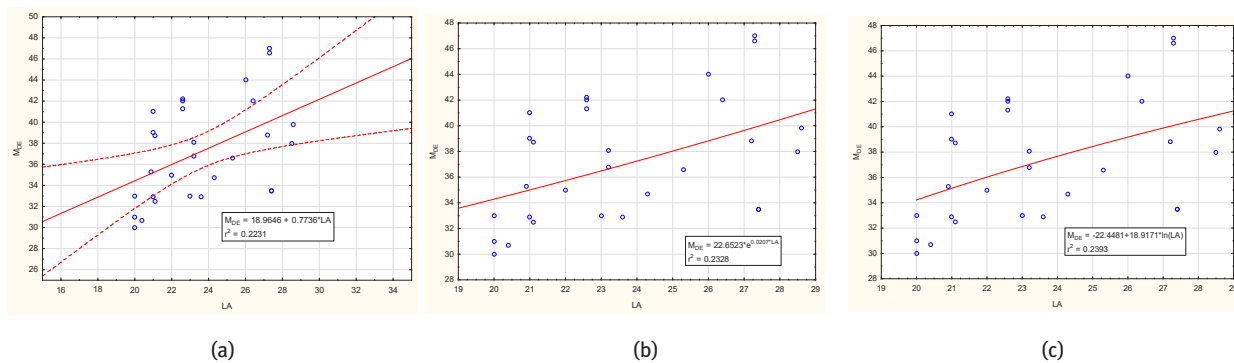 48
46
44
42
40
38
36
34
32
30
28
26
M_DE
16 18 20 22 24 26 28 30 32 34
LA
M_DE = 18.9646 + 0.7736*LA
r² = 0.2231
(a)
48
46
44
42
40
38
36
34
32
30
28
M_DE
19 20 21 22 23 24 25 26 27 28 29
LA
M_DE = 22.6523*e^0.0207*LA
r² = 0.2328
(b)
48
46
44
42
40
38
36
34
32
30
28
M_DE
19 20 21 22 23 24 25 26 27 28 29
LA
M_DE = -22.4481+18.9171*ln(LA)
r² = 0.2393
(c)